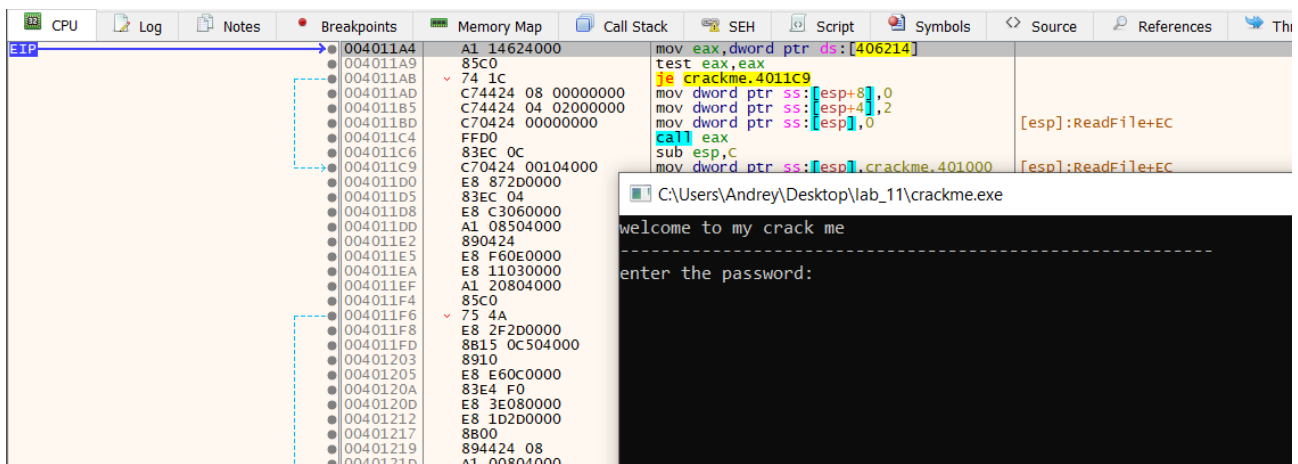 CPU Log Notes Breakpoints Memory Map Call Stack SEH Script Symbols Source References Thr
EIP 004011A4 A1 14624000 mov eax,dword ptr ds:[406214]
004011A9 85C0 test eax,eax
004011AB 74 1C je crackme.4011C9
004011AD C74424 08 00000000 mov dword ptr ss:[esp+8],0
004011B5 C74424 04 02000000 mov dword ptr ss:[esp+4],2
004011BD C70424 00000000 mov dword ptr ss:[esp],0 [esp]:ReadFile+EC
004011C4 FFD0 call eax
004011C6 83EC 0C sub esp,C
004011C9 C70424 00104000 mov dword ptr ss:[esp],crackme.401000 [esp]:ReadFile+EC
004011D0 E8 872D0000
004011D5 83EC 04
004011D8 E8 C3060000
004011DD A1 08504000
004011E2 890424
004011E5 E8 F60E0000
004011EA E8 11030000
004011EF A1 20804000
004011F4 85C0
004011F6 75 4A
004011F8 E8 2F2D0000
004011FD 8B15 0C504000
00401203 8910
00401205 E8 E60C0000
0040120A 83E4 F0
0040120D E8 3E080000
00401212 E8 1D2D0000
00401217 8B00
00401219 894424 08
0040121D A1 00804000
C:\Users\Andrey\Desktop\lab_11\crackme.exe
welcome to my crack me
----------------------------------------------------------
enter the password: